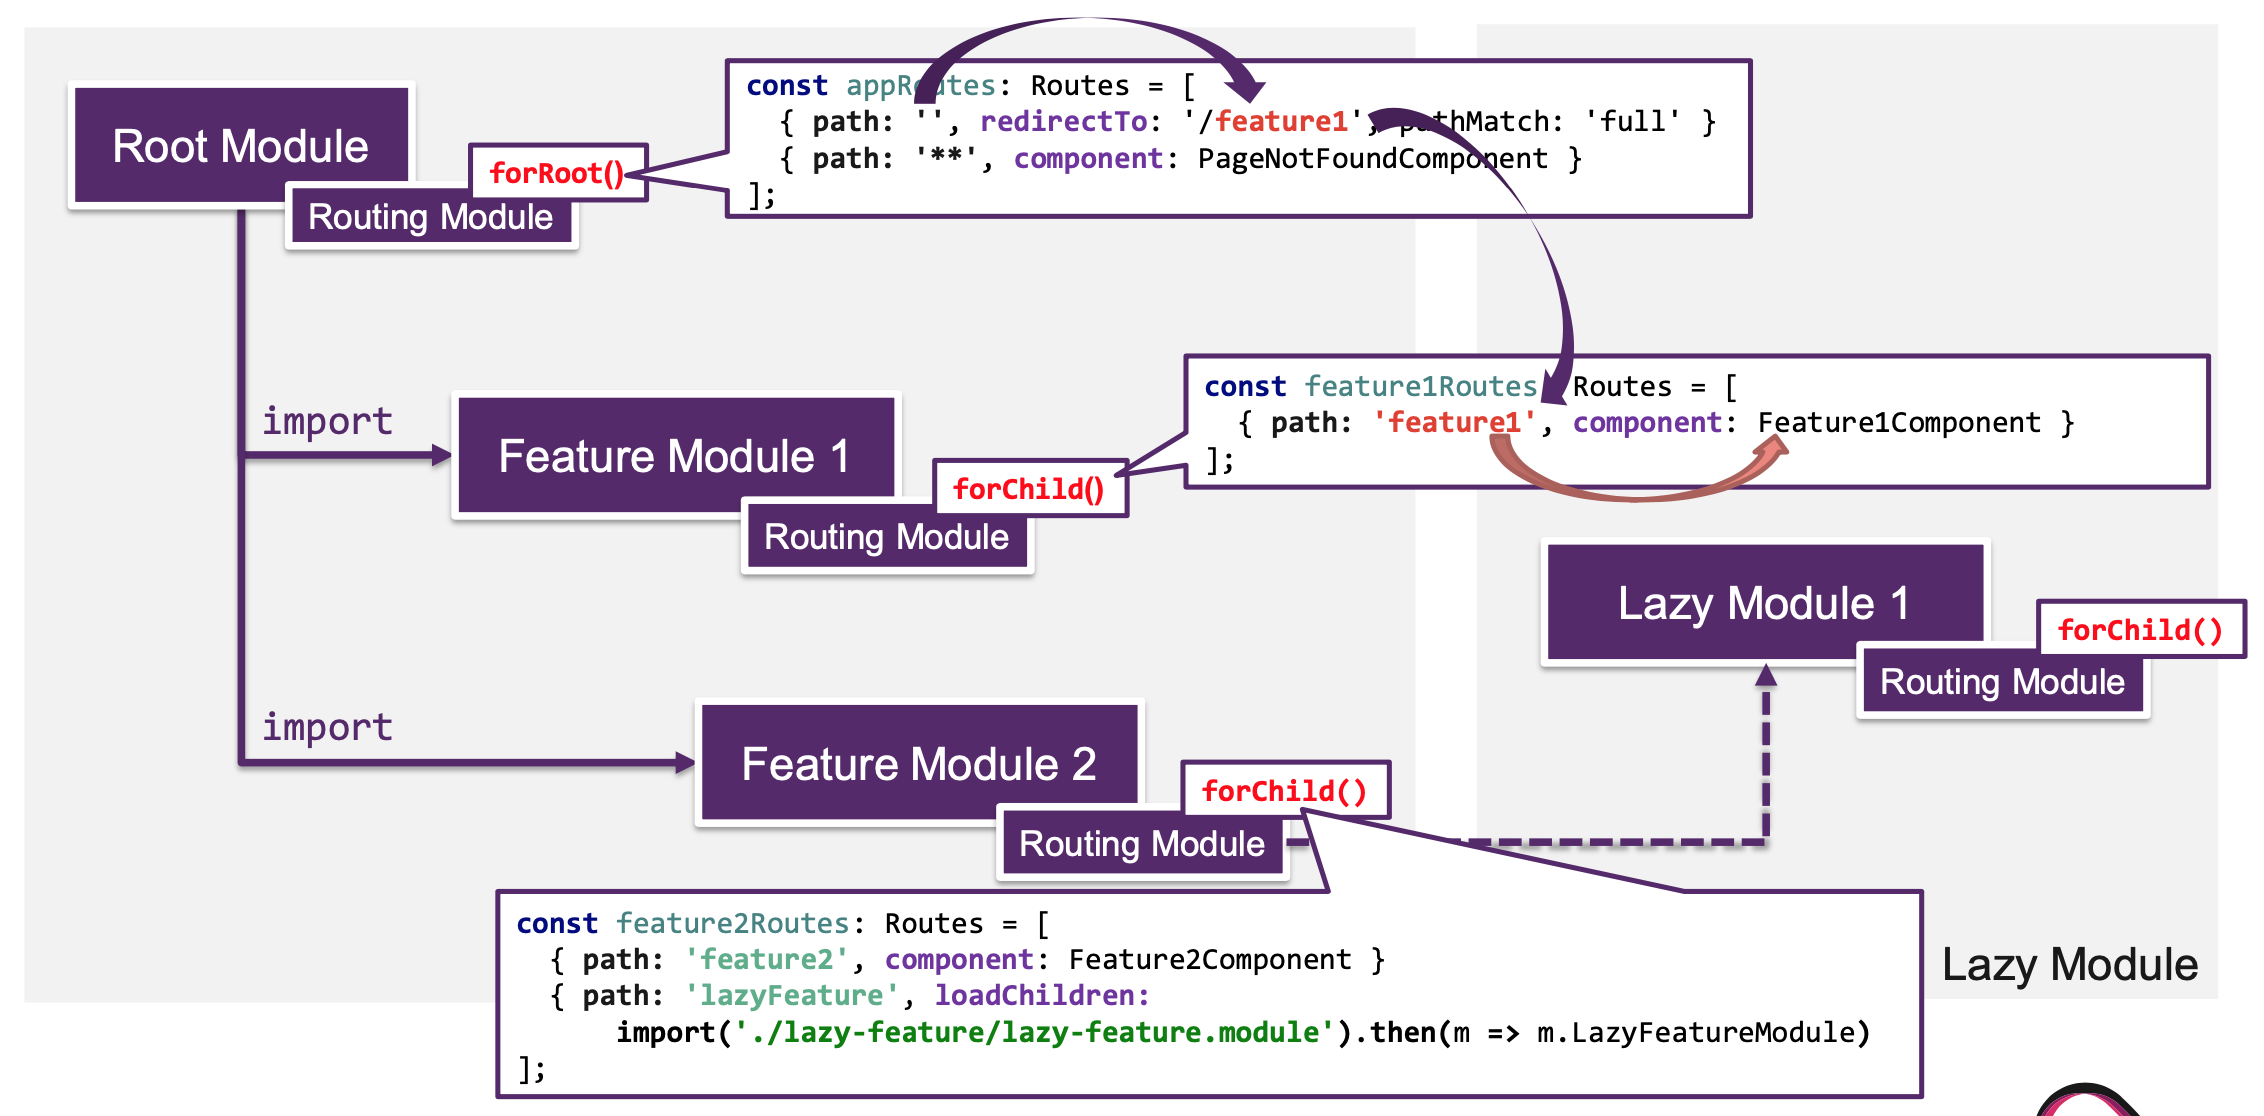 const appRoutes: Routes = [
{ path: '', redirectTo: '/feature1', pathMatch: 'full' }
{ path: '**', component: PageNotFoundComponent }
];
Root Module
forRoot()
Routing Module
const feature1Routes: Routes = [
{ path: 'feature1', component: Feature1Component }
];
import
Feature Module 1
forChild()
Routing Module
Lazy Module 1
forChild()
Routing Module
import
Feature Module 2
forChild()
Routing Module
const feature2Routes: Routes = [
{ path: 'feature2', component: Feature2Component }
{ path: 'lazyFeature', loadChildren:
import('./lazy-feature/lazy-feature.module').then(m => m.LazyFeatureModule)
];
Lazy Module